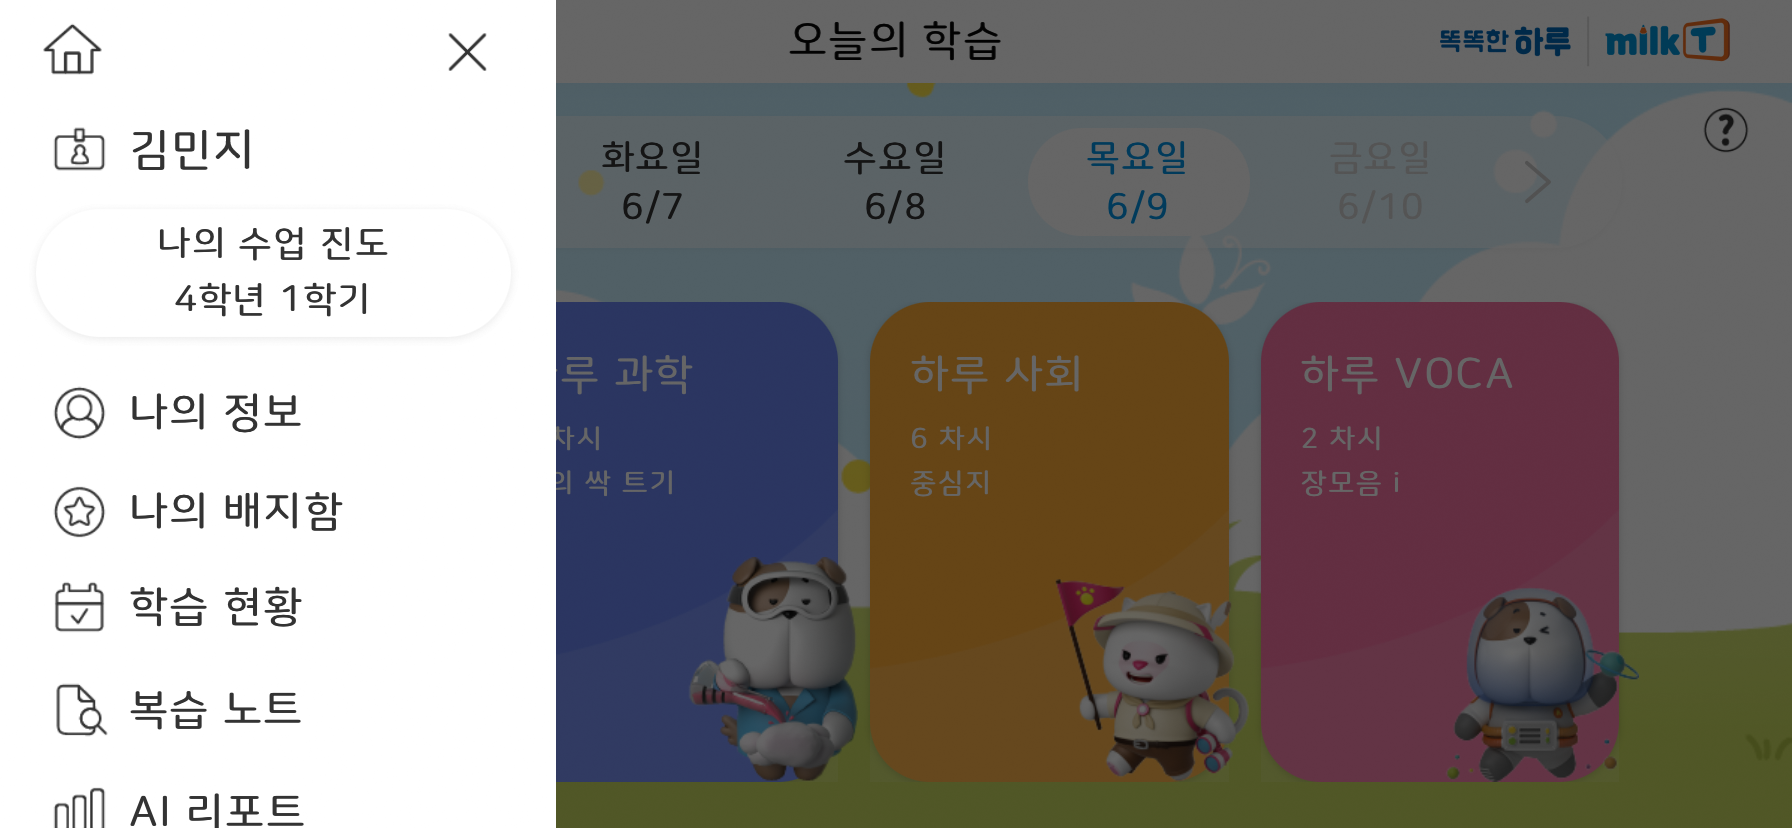 오늘의 학습
똑똑한 하루
milk T
김민지
나의 수업 진도
4학년 1학기
나의 정보
나의 배지함
학습 현황
복습 노트
AI 리포트
화요일
6/7
수요일
6/8
목요일
6/9
금요일
6/10
?
루 과학
차시
의 싹 트기
하루 사회
6 차시
중심지
하루 VOCA
2 차시
장모음 i